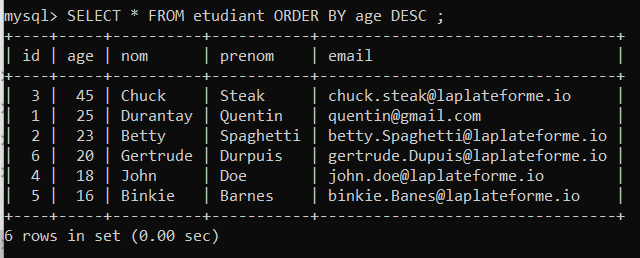 mysql> SELECT * FROM etudiant ORDER BY age DESC ;
+----+-----+----------+-----------+-------------------------------+
| id | age | nom      | prenom    | email                         |
+----+-----+----------+-----------+-------------------------------+
|  3 |  45 | Chuck    | Steak     | chuck.steak@laplateforme.io   |
|  1 |  25 | Durantay | Quentin   | quentin@gmail.com             |
|  2 |  23 | Betty    | Spaghetti | betty.Spaghetti@laplateforme.io |
|  6 |  20 | Gertrude | Durpuis   | gertrude.Dupuis@laplateforme.io |
|  4 |  18 | John     | Doe       | john.doe@laplateforme.io      |
|  5 |  16 | Binkie   | Barnes    | binkie.Banes@laplateforme.io  |
+----+-----+----------+-----------+-------------------------------+
6 rows in set (0.00 sec)